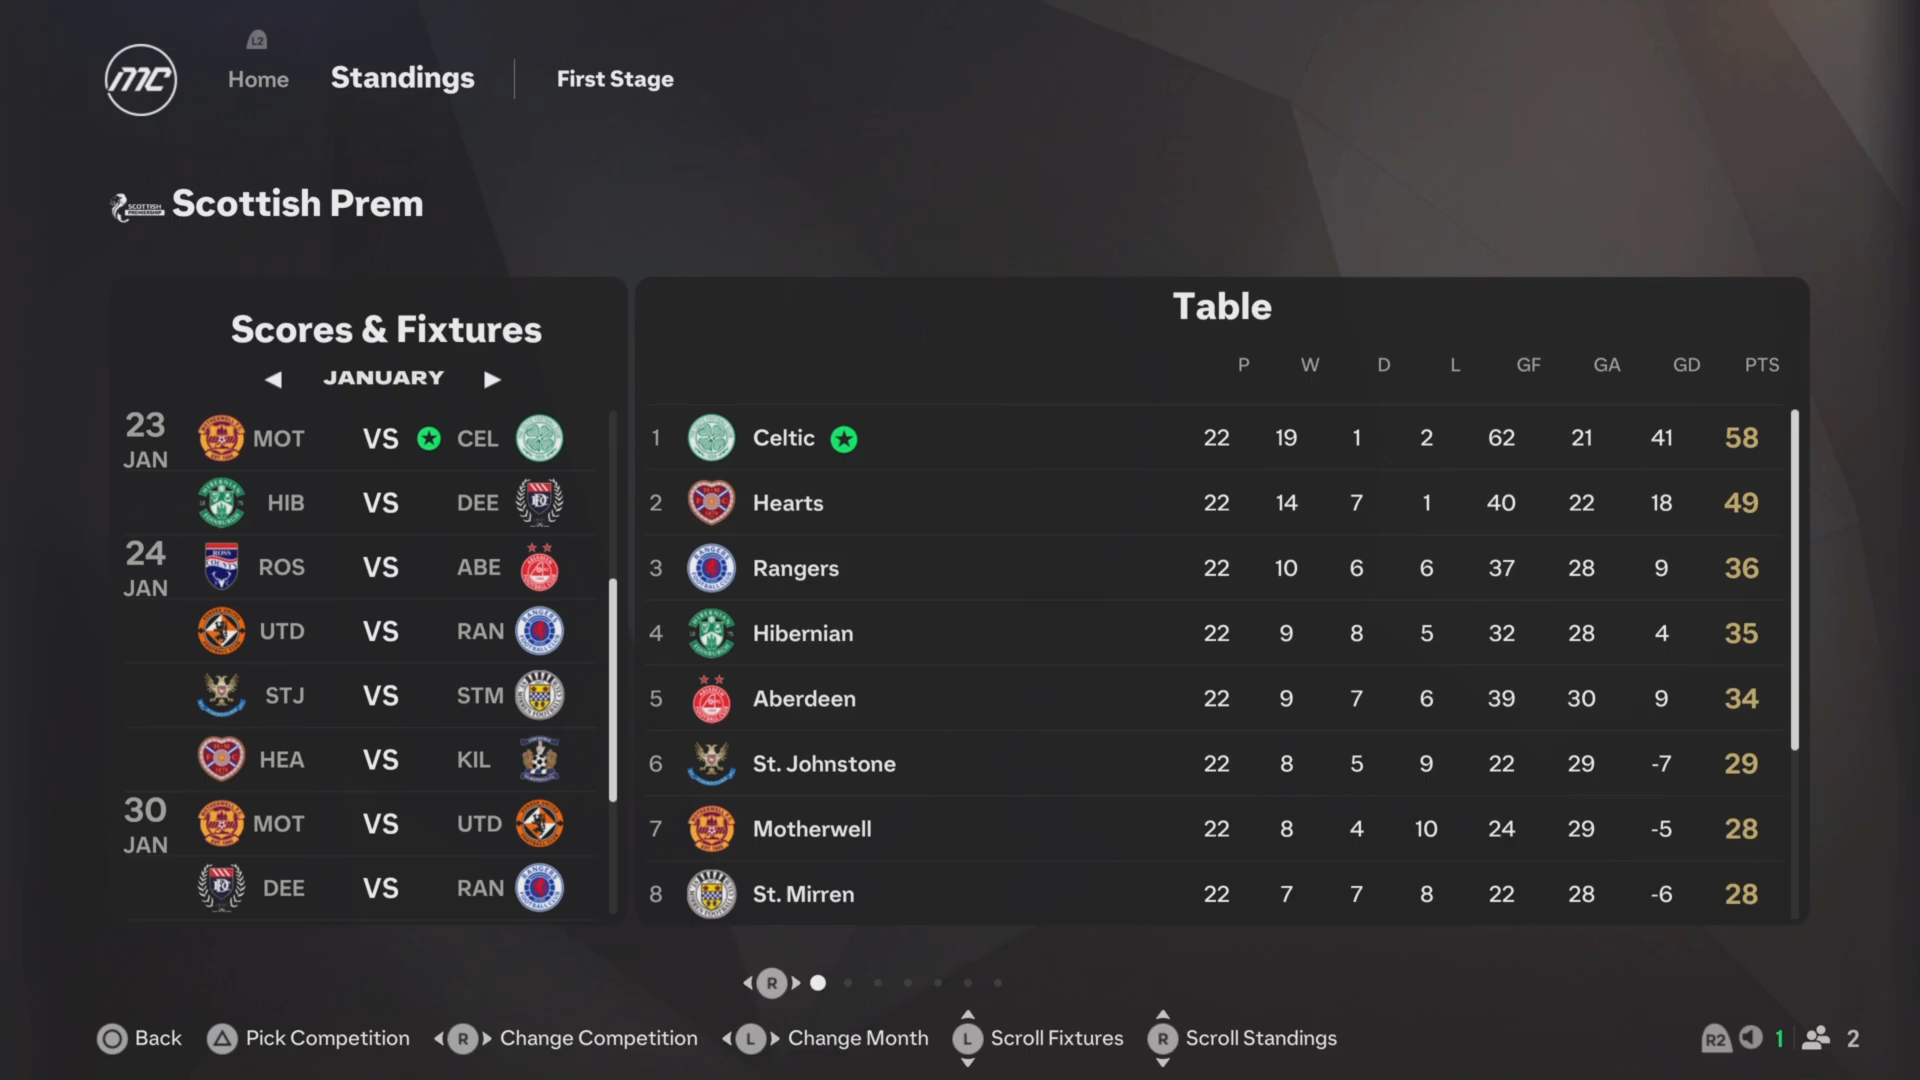 L2
MC Home Standings First Stage
SCOTTISH PREMIERSHIP Scottish Prem
Scores & Fixtures
JANUARY
23 JAN MOT VS CEL
HIB VS DEE
24 JAN ROS VS ABE
UTD VS RAN
STJ VS STM
HEA VS KIL
30 JAN MOT VS UTD
DEE VS RAN
Table
P W D L GF GA GD PTS
1 Celtic 22 19 1 2 62 21 41 58
2 Hearts 22 14 7 1 40 22 18 49
3 Rangers 22 10 6 6 37 28 9 36
4 Hibernian 22 9 8 5 32 28 4 35
5 Aberdeen 22 9 7 6 39 30 9 34
6 St. Johnstone 22 8 5 9 22 29 -7 29
7 Motherwell 22 8 4 10 24 29 -5 28
8 St. Mirren 22 7 7 8 22 28 -6 28
R
Back Pick Competition R Change Competition L Change Month L Scroll Fixtures R Scroll Standings R2 1 2